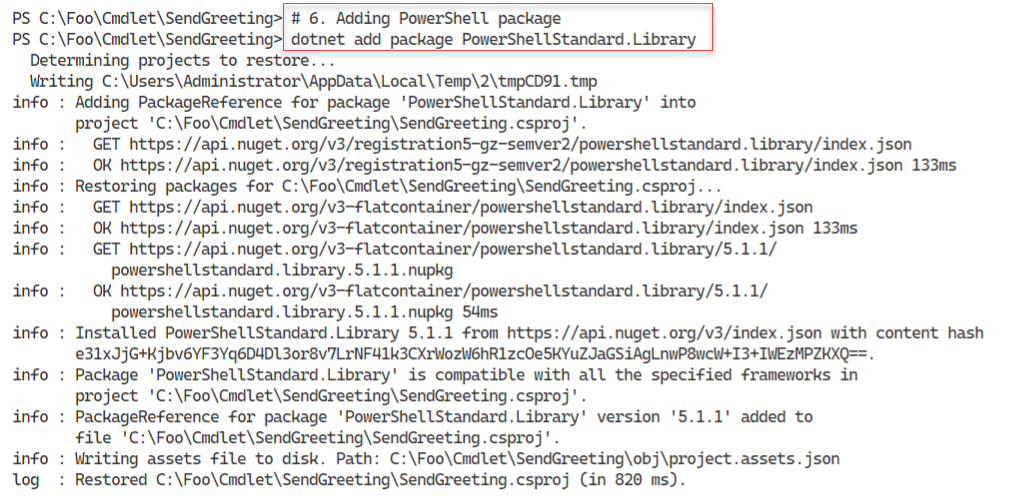 PS C:\Foo\Cmdlet\SendGreeting> # 6. Adding PowerShell package
PS C:\Foo\Cmdlet\SendGreeting> dotnet add package PowerShellStandard.Library
Determining projects to restore...
Writing C:\Users\Administrator\AppData\Local\Temp\2\tmpCD91.tmp
info : Adding PackageReference for package 'PowerShellStandard.Library' into
project 'C:\Foo\Cmdlet\SendGreeting\SendGreeting.csproj'.
info : GET https://api.nuget.org/v3/registration5-gz-semver2/powershellstandard.library/index.json
info : OK https://api.nuget.org/v3/registration5-gz-semver2/powershellstandard.library/index.json 133ms
info : Restoring packages for C:\Foo\Cmdlet\SendGreeting\SendGreeting.csproj...
info : GET https://api.nuget.org/v3-flatcontainer/powershellstandard.library/index.json
info : OK https://api.nuget.org/v3-flatcontainer/powershellstandard.library/index.json 133ms
info : GET https://api.nuget.org/v3-flatcontainer/powershellstandard.library/5.1.1/
powershellstandard.library.5.1.1.nupkg
info : OK https://api.nuget.org/v3-flatcontainer/powershellstandard.library/5.1.1/
powershellstandard.library.5.1.1.nupkg 54ms
info : Installed PowerShellStandard.Library 5.1.1 from https://api.nuget.org/v3/index.json with content hash
e31xJjG+Kjbv6YF3Yq6D4Dl3or8v7LrNF41k3CXrWozW6hR1zcOe5KYuZJaGSiAgLnwP8wcW+I3+IWEzMPZKXQ==.
info : Package 'PowerShellStandard.Library' is compatible with all the specified frameworks in
project 'C:\Foo\Cmdlet\SendGreeting\SendGreeting.csproj'.
info : PackageReference for package 'PowerShellStandard.Library' version '5.1.1' added to
file 'C:\Foo\Cmdlet\SendGreeting\SendGreeting.csproj'.
info : Writing assets file to disk. Path: C:\Foo\Cmdlet\SendGreeting\obj\project.assets.json
log : Restored C:\Foo\Cmdlet\SendGreeting\SendGreeting.csproj (in 820 ms).